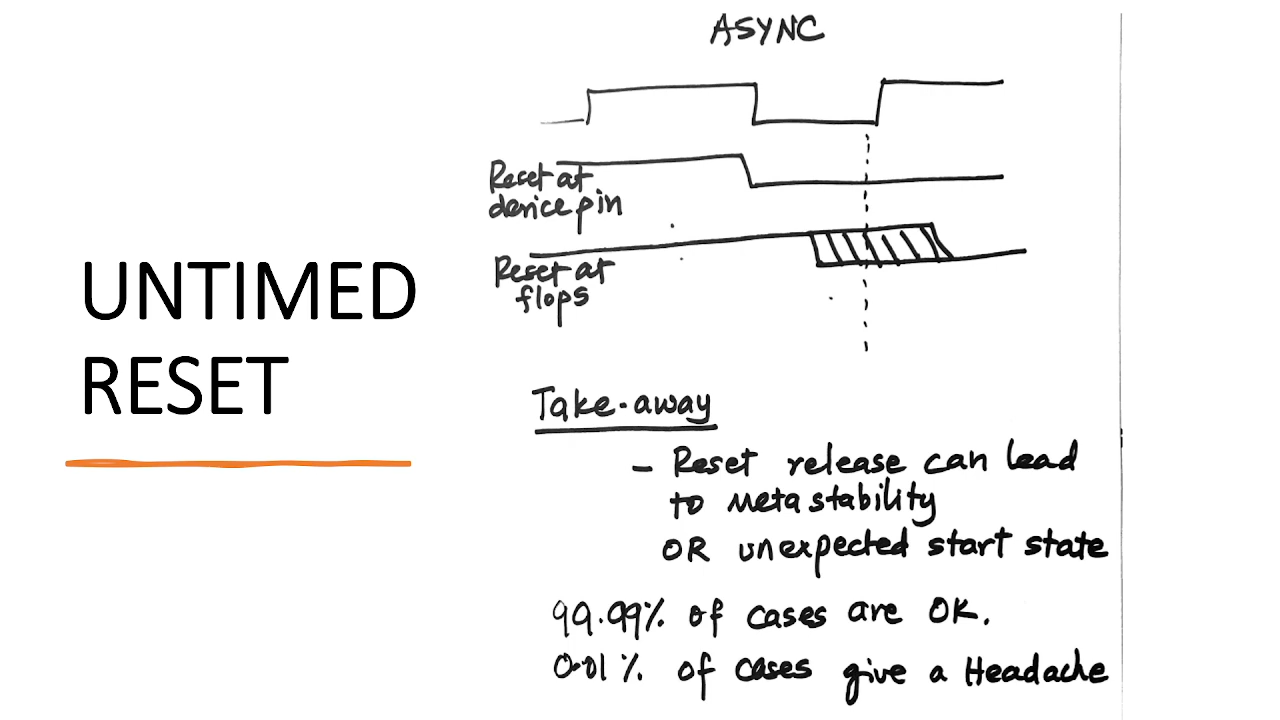 UNTIMED
RESET
ASYNC
Reset at
device pin
Reset at
flops
Take-away
- Reset release can lead
to metastability
OR unexpected start state
99.99% of cases are OK.
0.01% of cases give a Headache